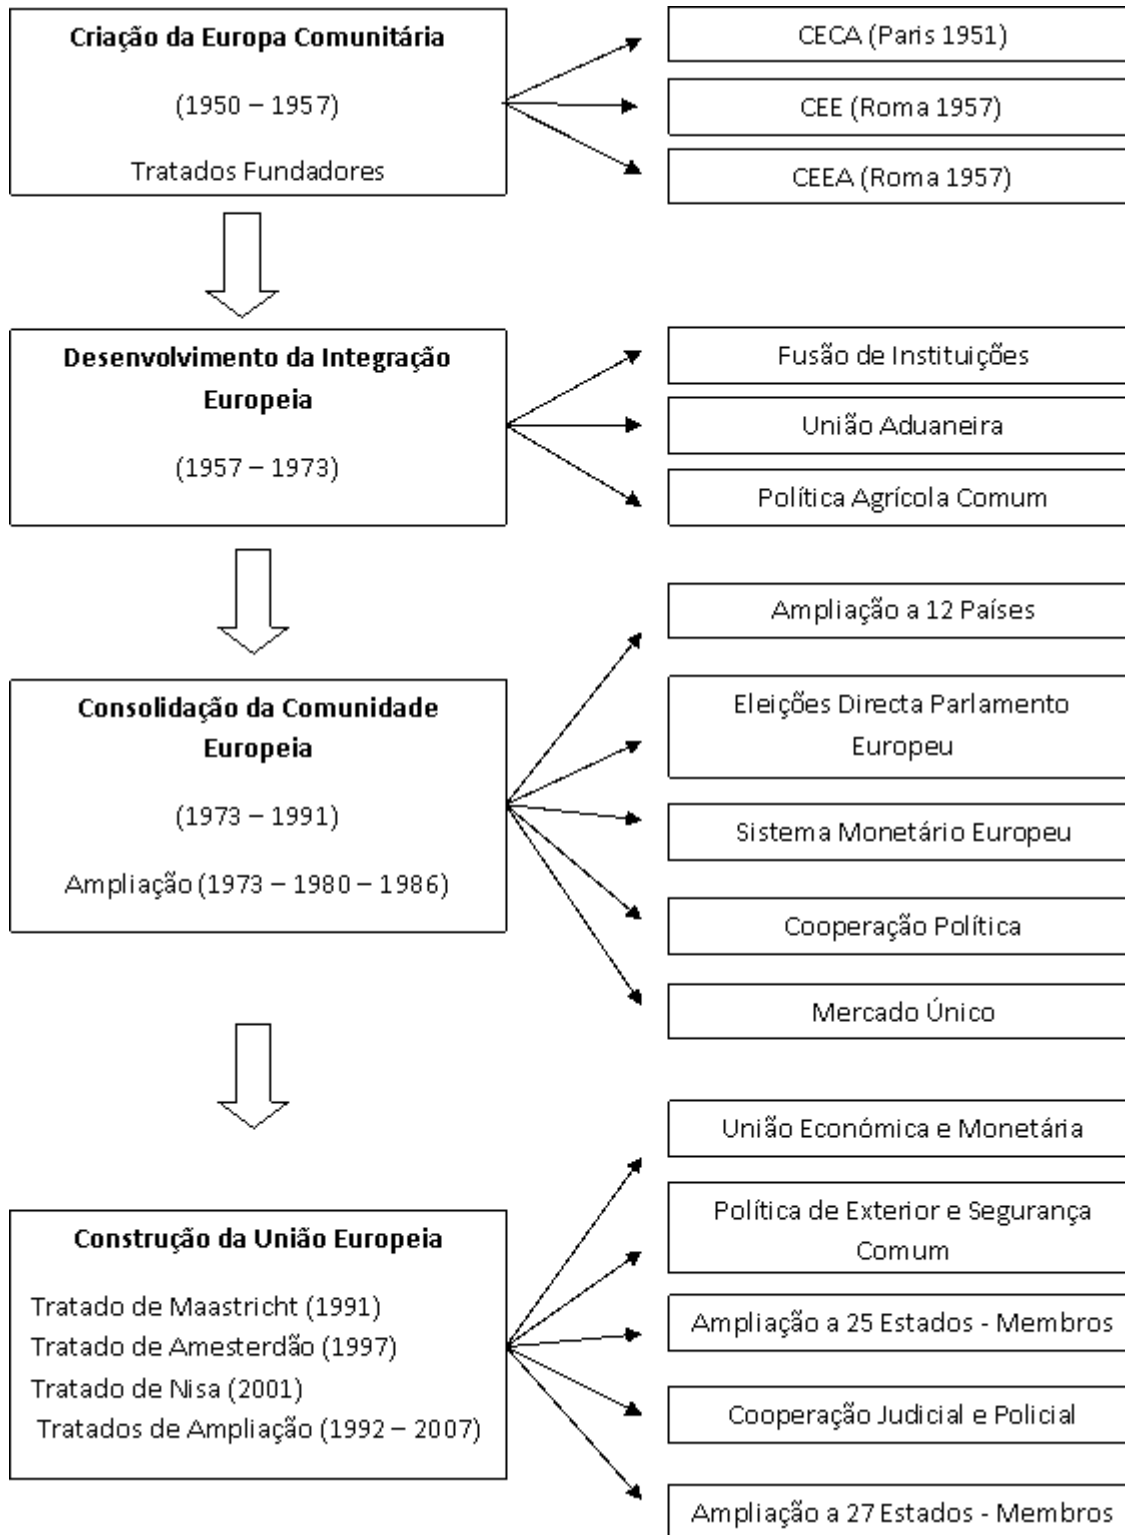 Criação da Europa Comunitária
(1950 – 1957)
Tratados Fundadores
CECA (Paris 1951)
CEE (Roma 1957)
CEEA (Roma 1957)
Desenvolvimento da Integração
Europeia
(1957 – 1973)
Fusão de Instituições
União Aduaneira
Política Agrícola Comum
Consolidação da Comunidade
Europeia
(1973 – 1991)
Ampliação (1973 – 1980 – 1986)
Ampliação a 12 Países
Eleições Directa Parlamento
Europeu
Sistema Monetário Europeu
Cooperação Política
Mercado Único
Construção da União Europeia
Tratado de Maastricht (1991)
Tratado de Amesterdão (1997)
Tratado de Nisa (2001)
Tratados de Ampliação (1992 – 2007)
União Económica e Monetária
Política de Exterior e Segurança
Comum
Ampliação a 25 Estados - Membros
Cooperação Judicial e Policial
Ampliação a 27 Estados - Membros